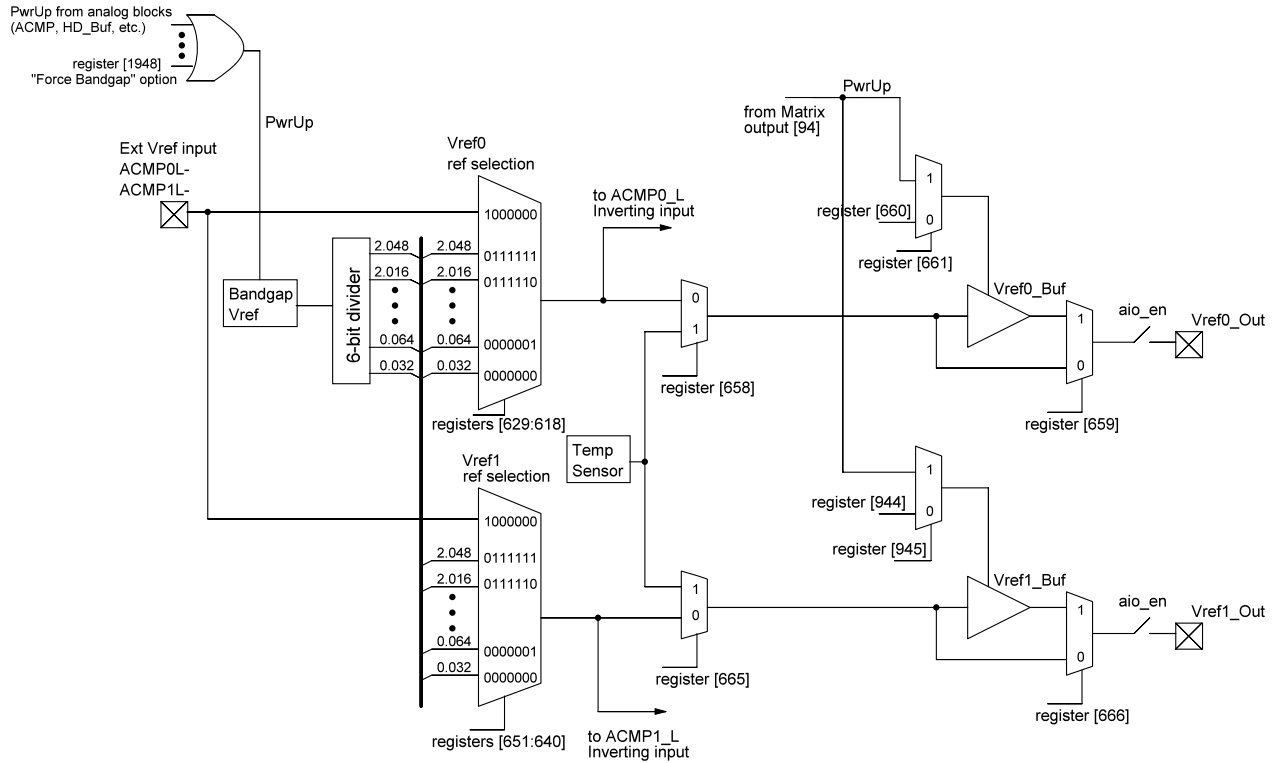 PwrUp from analog blocks
(ACMP, HD_Buf, etc.)
register [1948]
"Force Bandgap" option
PwrUp
Ext Vref input
ACMP0L-
ACMP1L-
Bandgap
Vref
6-bit divider
2.048
2.016
0.064
0.032
2.048
2.016
0.064
0.032
Vref0
ref selection
1000000
0111111
0111110
0000001
0000000
registers [629:618]
to ACMP0_L
Inverting input
0
1
register [658]
Temp
Sensor
Vref1
ref selection
2.048
2.016
0.064
0.032
1000000
0111111
0111110
0000001
0000000
registers [651:640]
to ACMP1_L
Inverting input
1
0
register [665]
PwrUp
from Matrix
output [94]
1
0
register [660]
register [661]
Vref0_Buf
1
0
register [659]
aio_en
Vref0_Out
1
0
register [944]
register [945]
Vref1_Buf
1
0
register [666]
aio_en
Vref1_Out